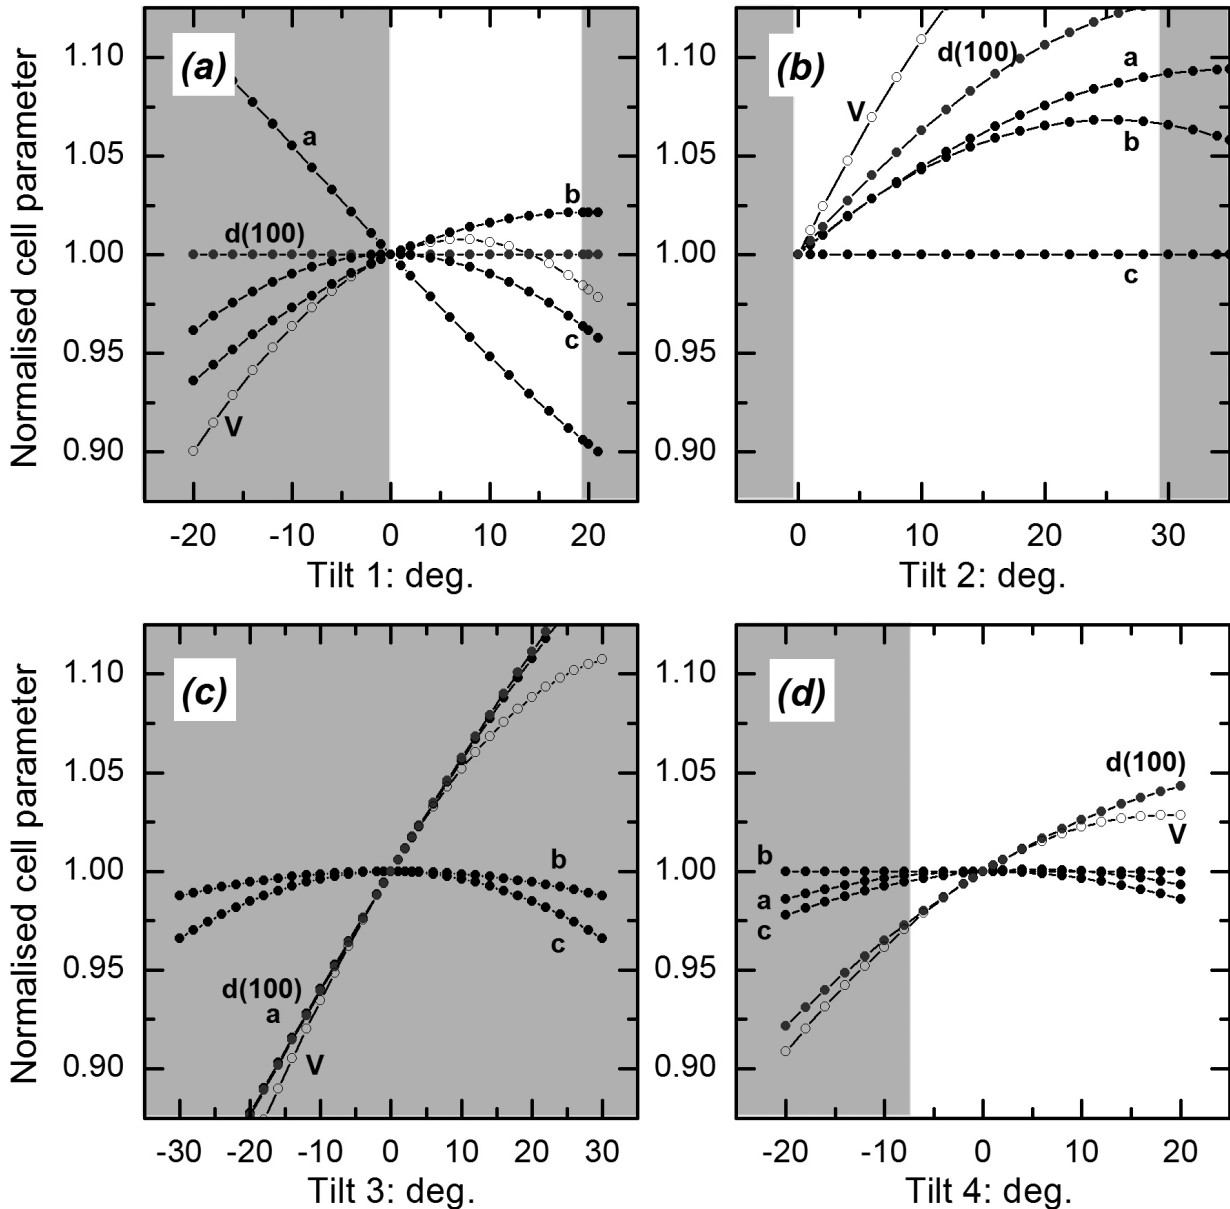 Normalised cell parameter
(a)
1.10
1.05
1.00
0.95
0.90
a
b
d(100)
c
V
-20
-10
0
10
20
Tilt 1: deg.
(b)
1.10
1.05
1.00
0.95
0.90
d(100)
a
V
b
c
0
10
20
30
Tilt 2: deg.
Normalised cell parameter
(c)
1.10
1.05
1.00
0.95
0.90
b
c
d(100)
a
V
-30
-20
-10
0
10
20
30
Tilt 3: deg.
(d)
1.10
1.05
1.00
0.95
0.90
d(100)
V
b
a
c
-20
-10
0
10
20
Tilt 4: deg.